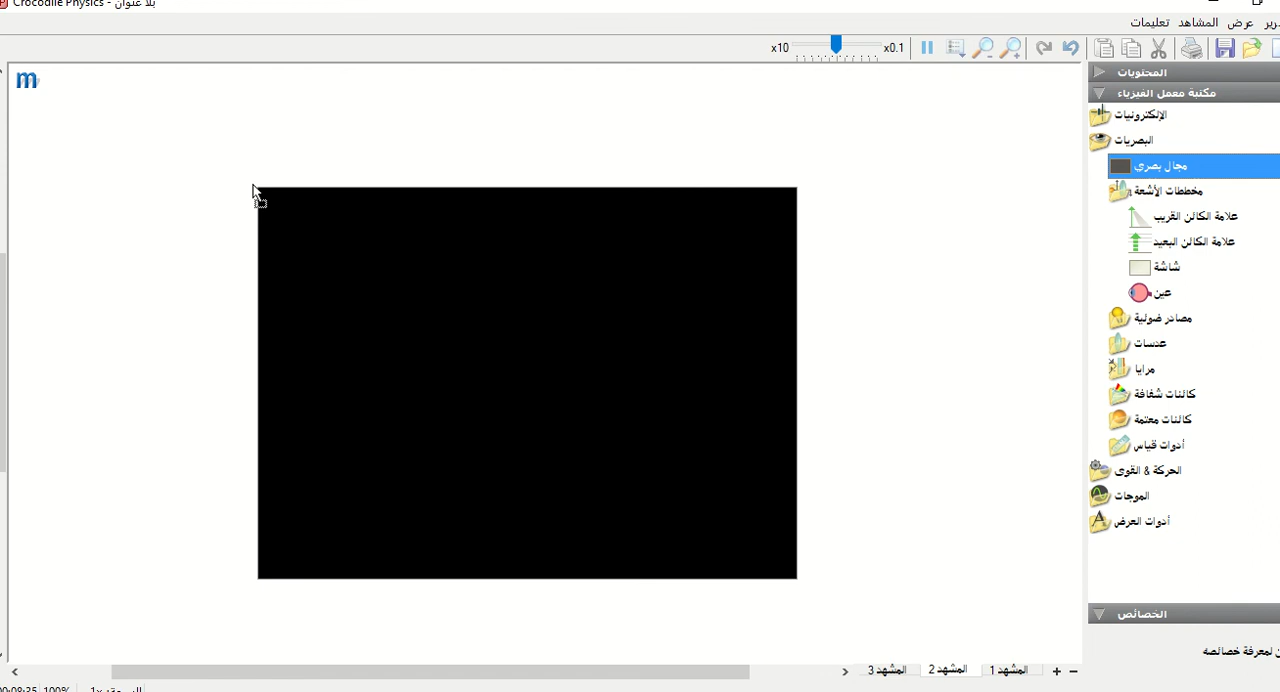 Crocodile Physics - بلا عنوان
عرض المشاهد تعليمات
x10 x0.1
m
المحتويات
مكتبة معمل الفيزياء
الإلكترونيات
البصريات
مجال بصري
مخططات الأشعة
علامة الكائن القريب
علامة الكائن البعيد
شاشة
عين
مصادر ضوئية
عدسات
مرايا
كائنات شفافة
كائنات معتمة
أدوات قياس
الحركة & القوى
الموجات
أدوات العرض
الخصائص
لمعرفة خصائصه
المشهد 1 المشهد 2 المشهد 3
100%